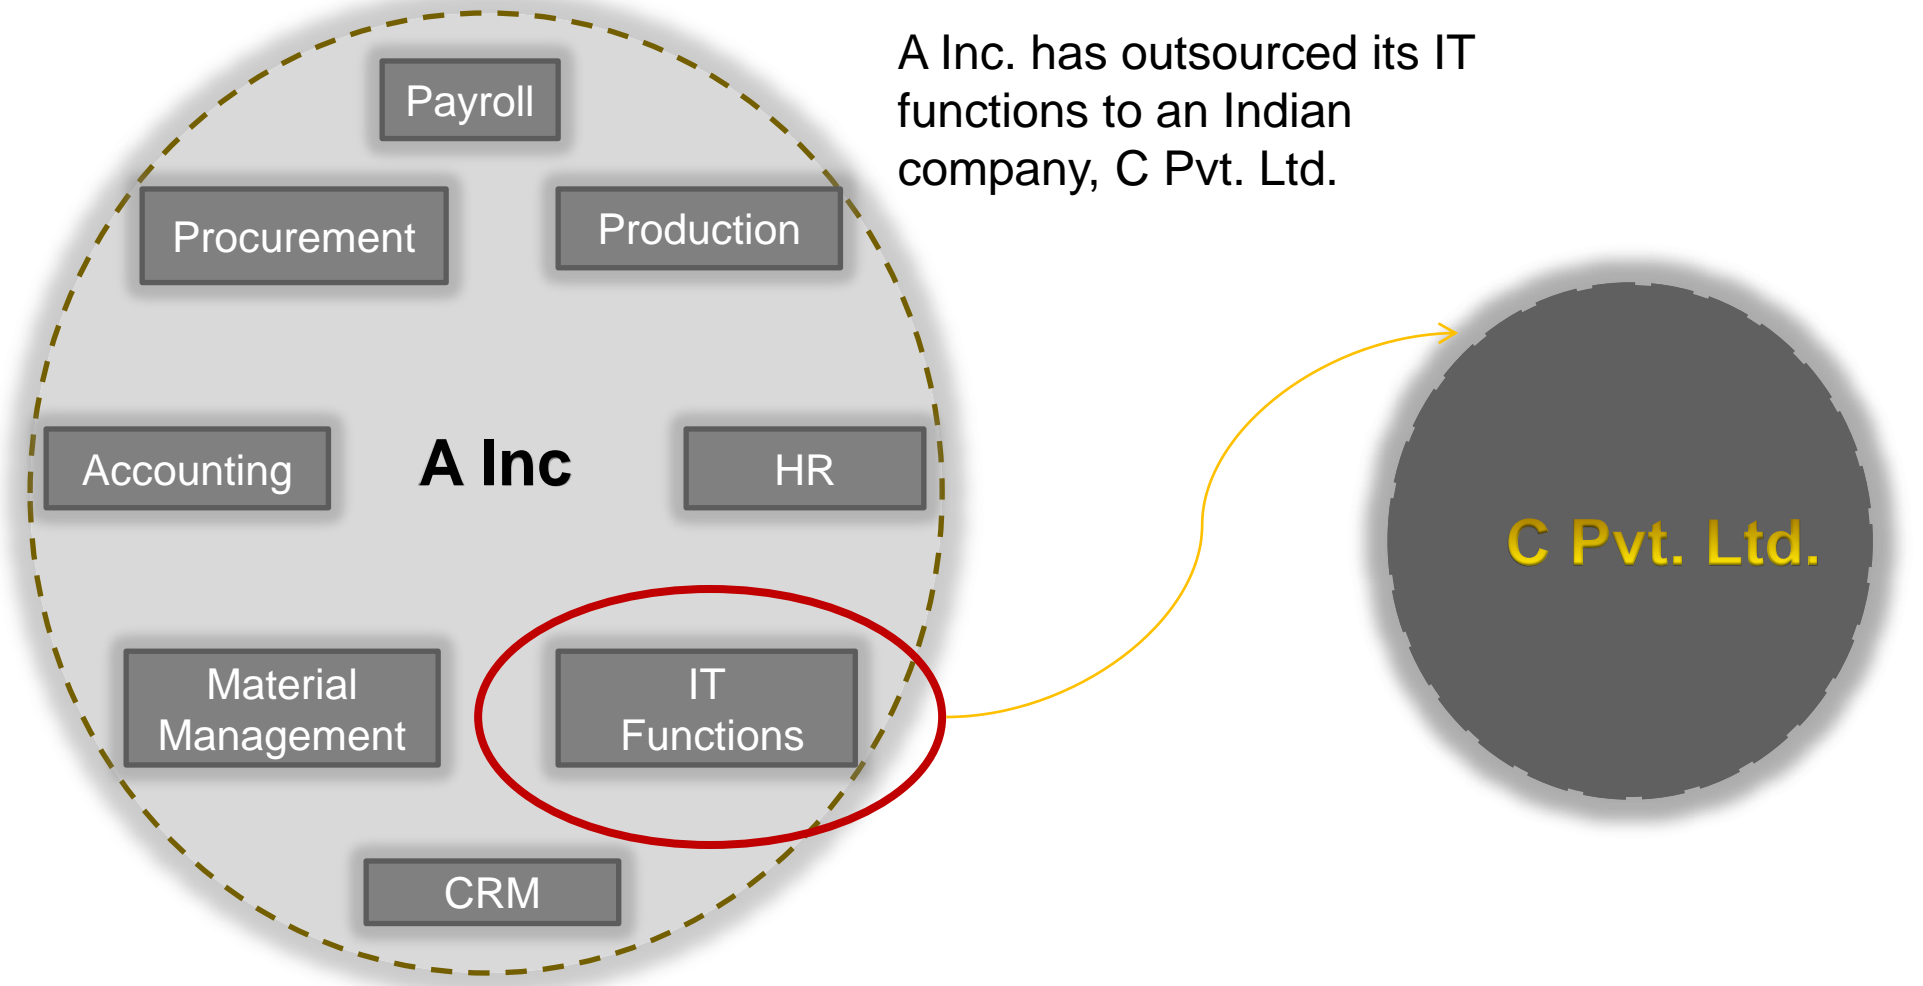 A Inc. has outsourced its IT
functions to an Indian
company, C Pvt. Ltd.
Payroll
Procurement
Production
Accounting
A Inc
HR
Material
Management
IT
Functions
CRM
C Pvt. Ltd.